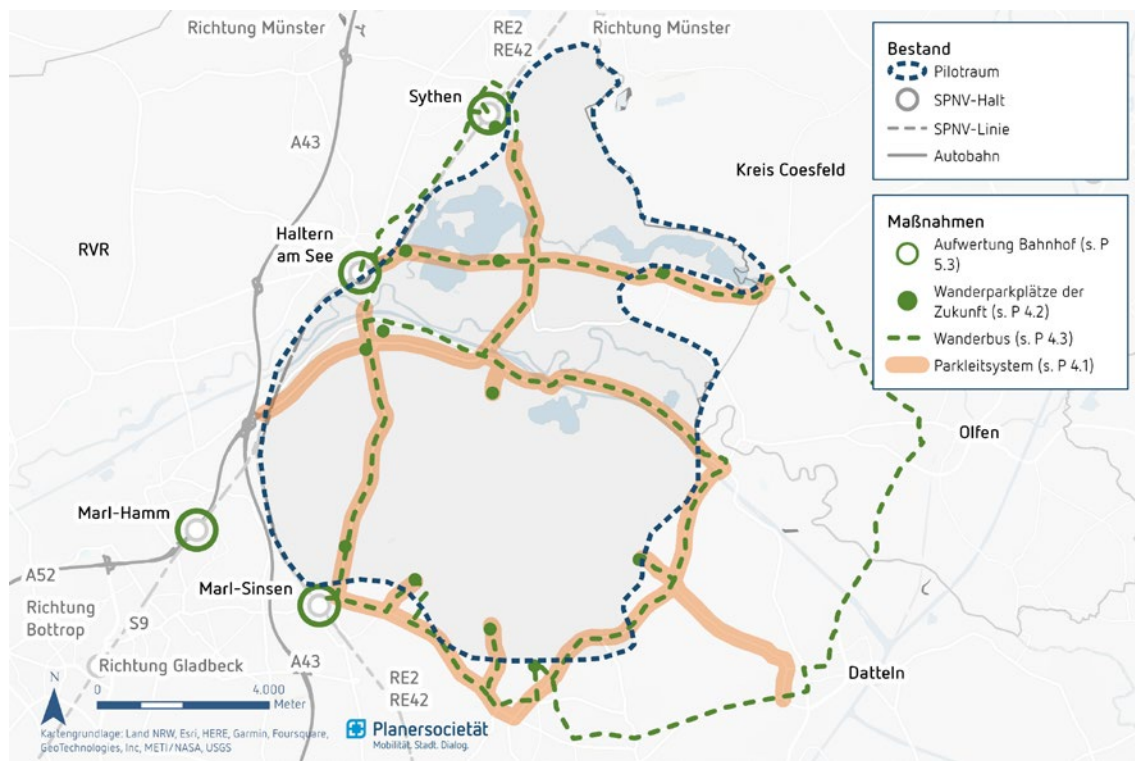 Richtung Münster
RE2
RE42
Richtung Münster
Sythen
A43
Kreis Coesfeld
RVR
Haltern
am See
Olfen
Marl-Hamm
A52
Marl-Sinsen
Richtung
Bottrop
S9
Richtung Gladbeck
A43
RE2
RE42
Datteln
N
0
4.000
Meter
Kartengrundlage: Land NRW, Esri, HERE, Garmin, Foursquare,
GeoTechnologies, Inc, METI/NASA, USGS
Planersocietät
Mobilität. Stadt. Dialog.
Bestand
Pilotraum
SPNV-Halt
SPNV-Linie
Autobahn
Maßnahmen
Aufwertung Bahnhof (s. P
5.3)
Wanderparkplätze der
Zukunft (s. P 4.2)
Wanderbus (s. P 4.3)
Parkleitsystem (s. P 4.1)